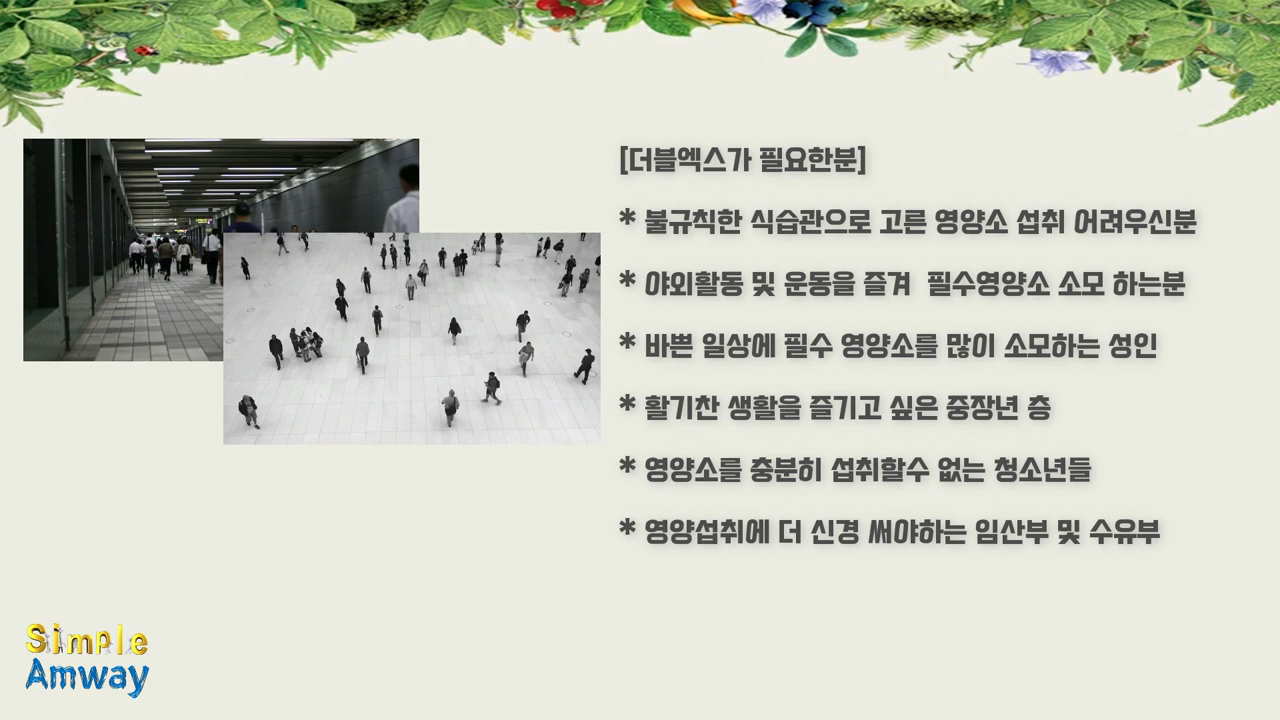 [더블엑스가 필요한분]
* 불규칙한 식습관으로 고른 영양소 섭취 어려우신분
* 야외활동 및 운동을 즐겨 필수영양소 소모 하는분
* 바쁜 일상에 필수 영양소를 많이 소모하는 성인
* 활기찬 생활을 즐기고 싶은 중장년 층
* 영양소를 충분히 섭취할수 없는 청소년들
* 영양섭취에 더 신경 써야하는 임산부 및 수유부
Simple
Amway